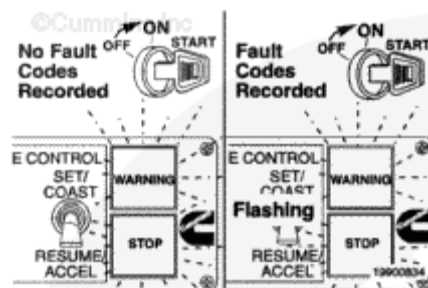 ©Cummins Inc
No Fault
Codes
Recorded
OFF
ON
START
E CONTROL
SET/
COAST
WARNING
STOP
RESUME/
ACCEL
Fault
Codes
Recorded
OFF
ON
START
E CONTROL
SET/
COAST
WARNING
Flashing
STOP
RESUME/
ACCEL
19900834